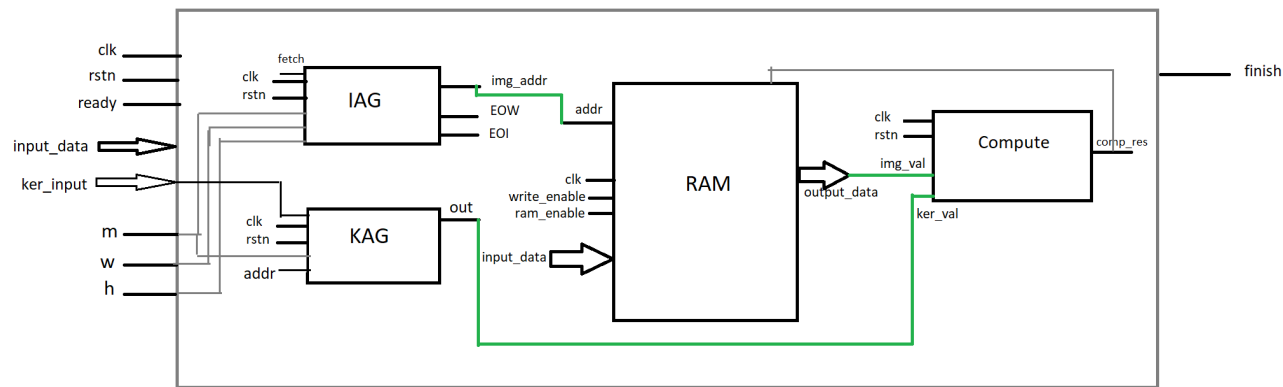 clk
rstn
ready
input_data
ker_input
m
w
h
fetch
clk
rstn
IAG
img_addr
EOW
EOI
clk
rstn
addr
KAG
out
addr
clk
write_enable
ram_enable
input_data
RAM
output_data
clk
rstn
img_val
ker_val
Compute
comp_res
finish